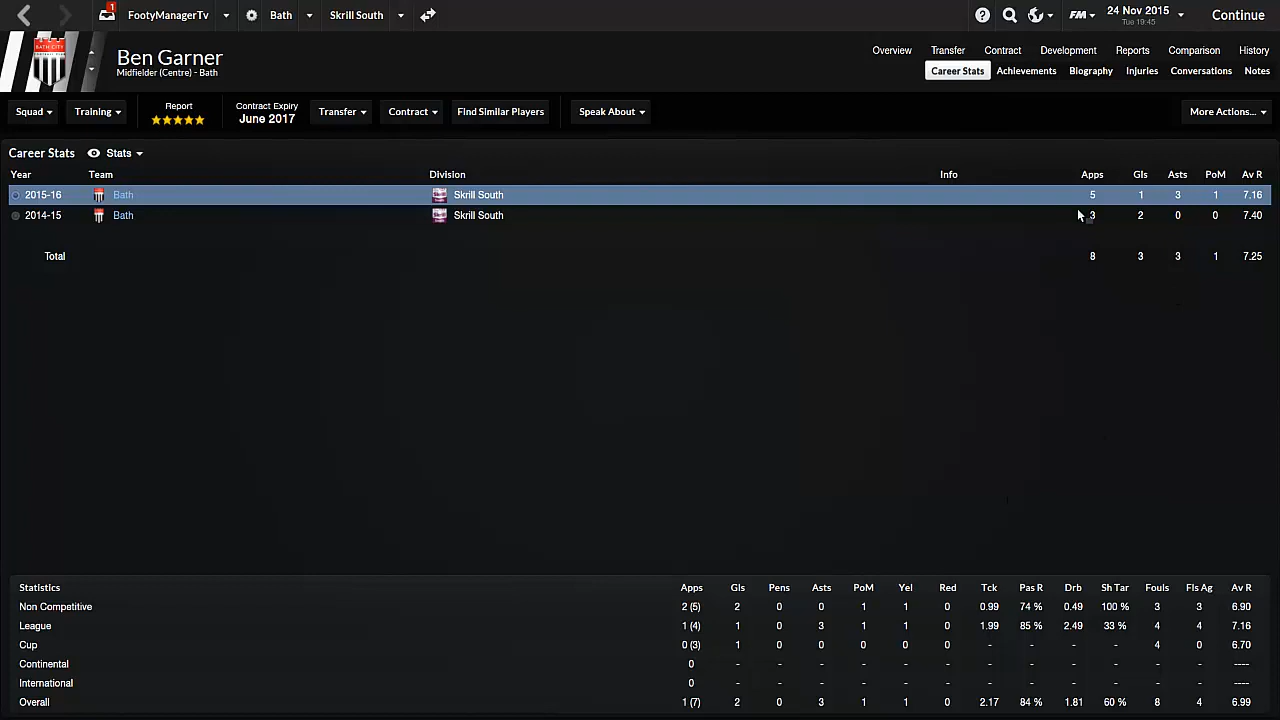 1
FootyManagerTv Bath Skrill South FM 24 Nov 2015 Continue
Tue 19:45
BATH CITY
Ben Garner
Midfielder (Centre) - Bath
Overview Transfer Contract Development Reports Comparison History
Career Stats Achievements Biography Injuries Conversations Notes
Squad Training Report Contract Expiry June 2017 Transfer Contract Find Similar Players Speak About More Actions...
Career Stats Stats
Year Team Division Info Apps Gls Asts PoM Av R
2015-16 Bath Skrill South 5 1 3 1 7.16
2014-15 Bath Skrill South 3 2 0 0 7.40
Total 8 3 3 1 7.25
Statistics Apps Gls Pens Asts PoM Yel Red Tck Pas R Drb Sh Tar Fouls Fls Ag Av R
Non Competitive 2 (5) 2 0 0 1 1 0 0.99 74 % 0.49 100 % 3 3 6.90
League 1 (4) 1 0 3 1 1 0 1.99 85 % 2.49 33 % 4 4 7.16
Cup 0 (3) 1 0 0 0 0 0 - - - - 4 0 6.70
Continental 0 - - - - - - - - - - - - ----
International 0 - - - - - - - - - - - - ----
Overall 1 (7) 2 0 3 1 1 0 2.17 84 % 1.81 60 % 8 4 6.99